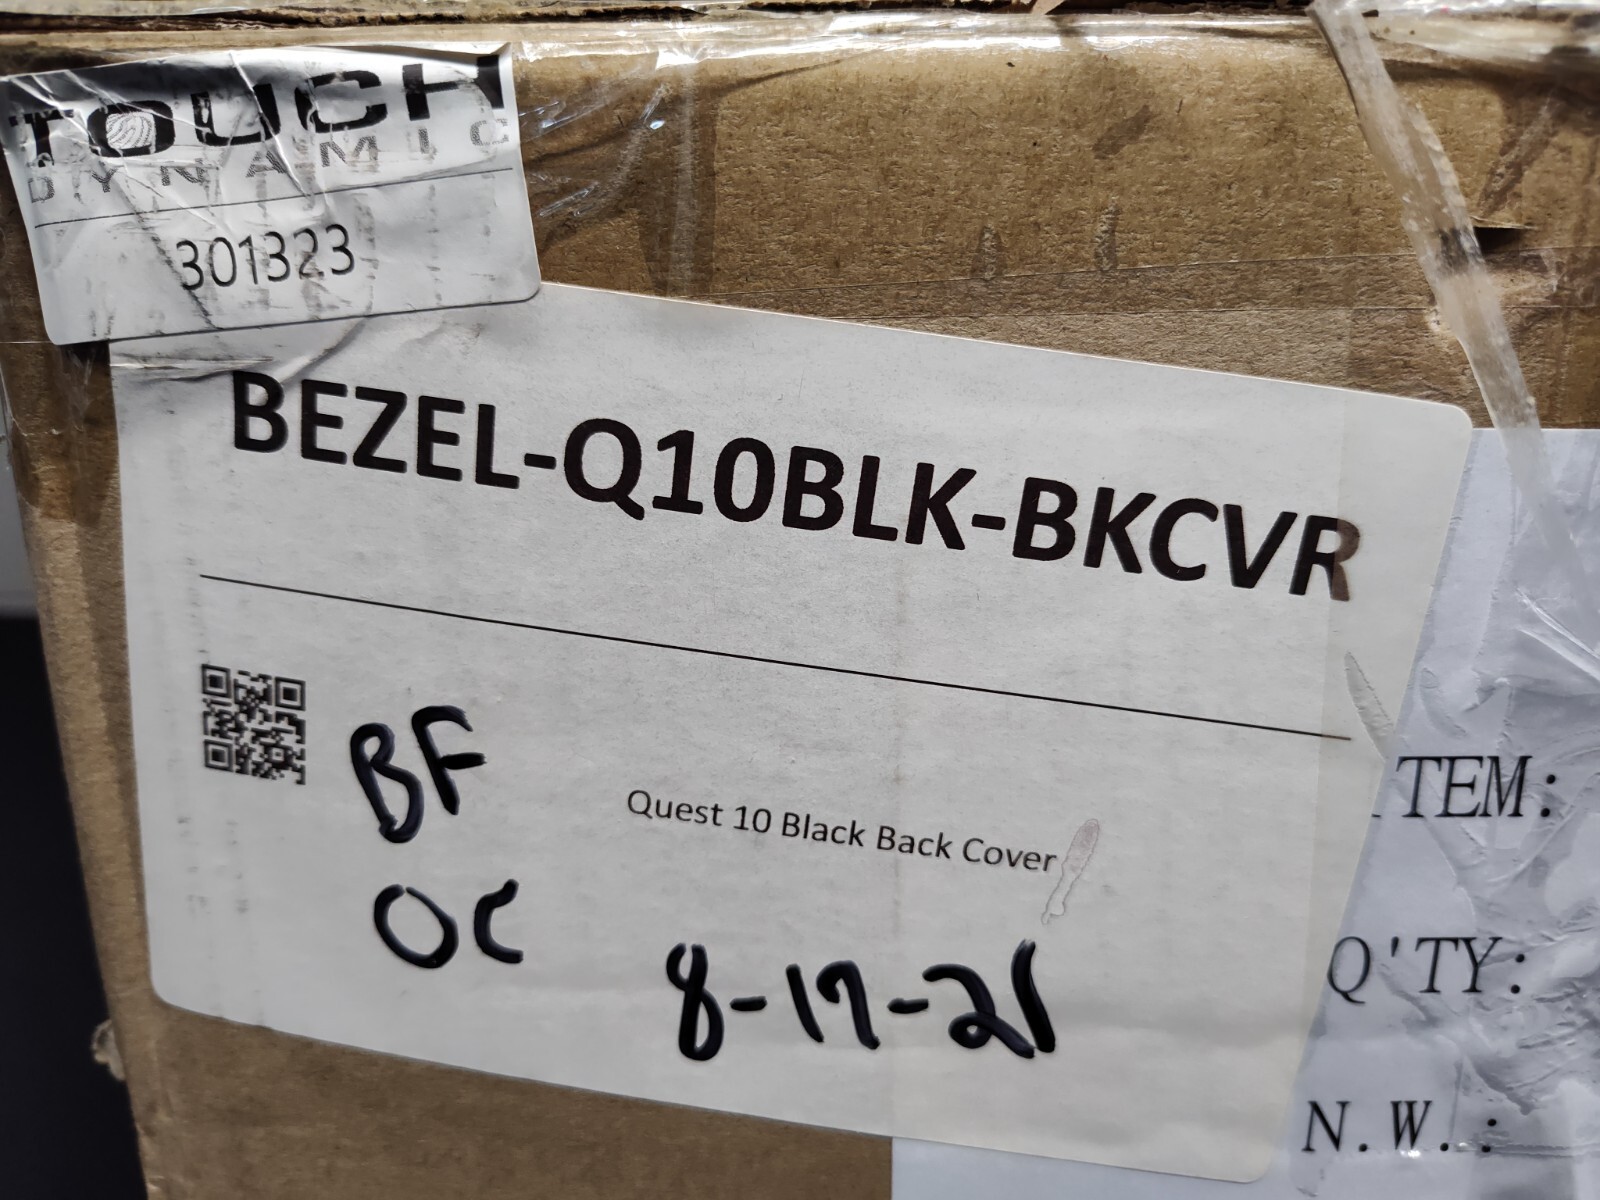 TOUCH
DYNAMIC
301323
BEZEL-Q10BLK-BKCVR
BF
Quest 10 Black Back Cover
OC
8-17-21
TEM:
Q'TY:
N.W.: